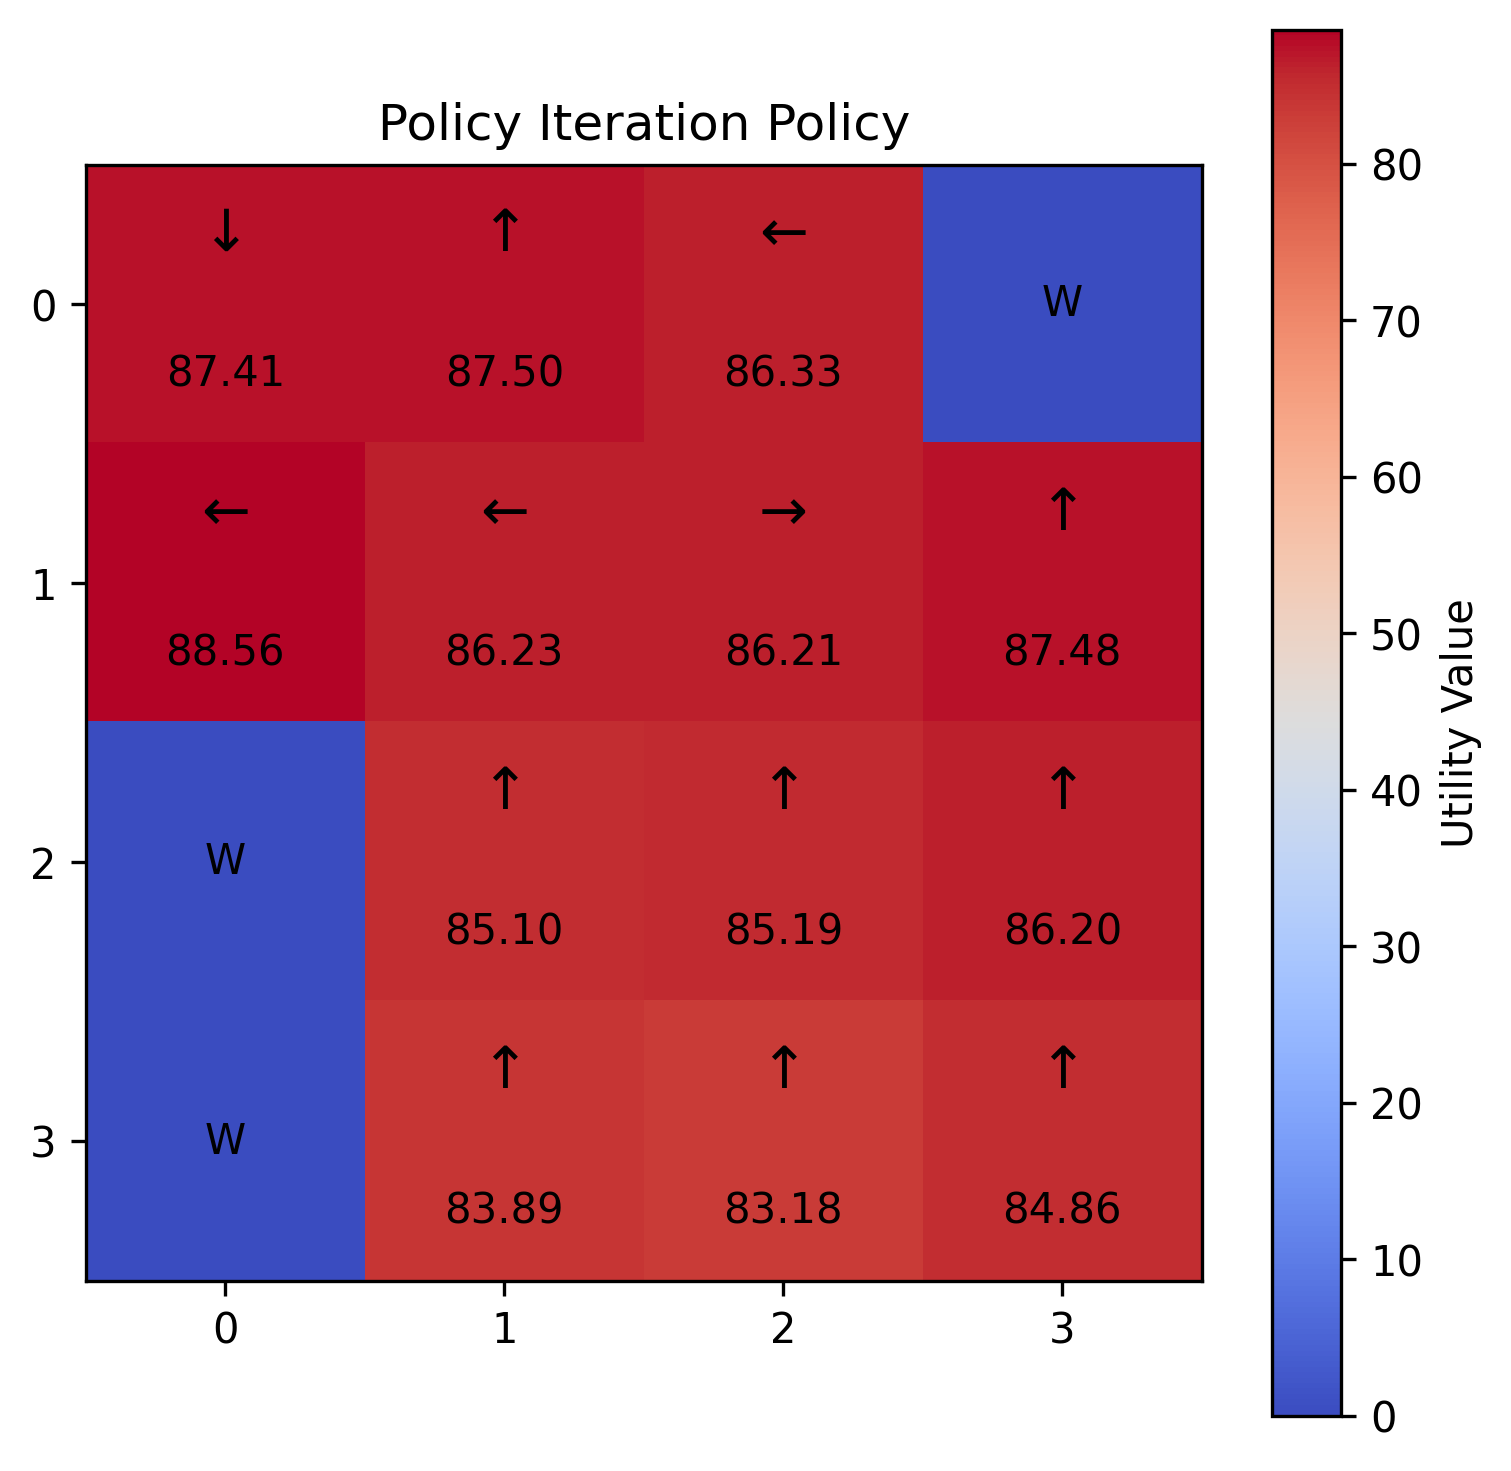 Policy Iteration Policy
↓ ↑ ←
0 W
87.41 87.50 86.33
← ← → ↑
1
88.56 86.23 86.21 87.48
↑ ↑ ↑
2 W
85.10 85.19 86.20
↑ ↑ ↑
3 W
83.89 83.18 84.86
0 1 2 3
80
70
60
50
40
30
20
10
0
Utility Value